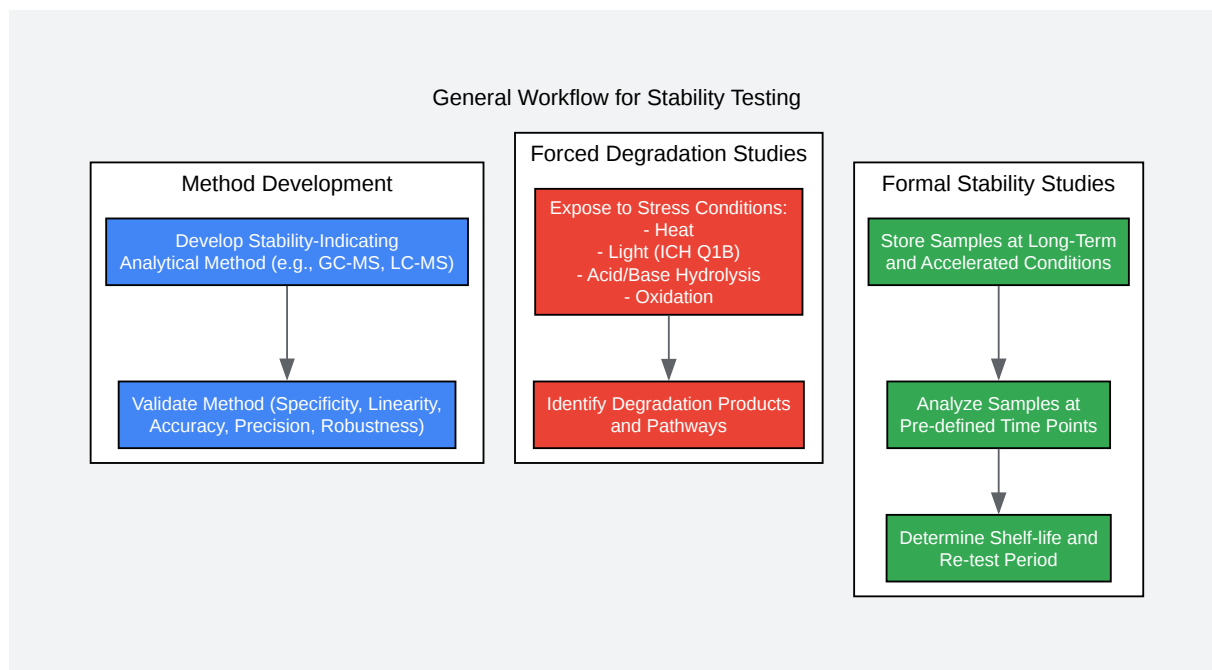 General Workflow for Stability Testing
Method Development
Develop Stability-Indicating
Analytical Method (e.g., GC-MS, LC-MS)
Validate Method (Specificity, Linearity,
Accuracy, Precision, Robustness)
Forced Degradation Studies
Expose to Stress Conditions:
- Heat
- Light (ICH Q1B)
- Acid/Base Hydrolysis
- Oxidation
Identify Degradation Products
and Pathways
Formal Stability Studies
Store Samples at Long-Term
and Accelerated Conditions
Analyze Samples at
Pre-defined Time Points
Determine Shelf-life and
Re-test Period